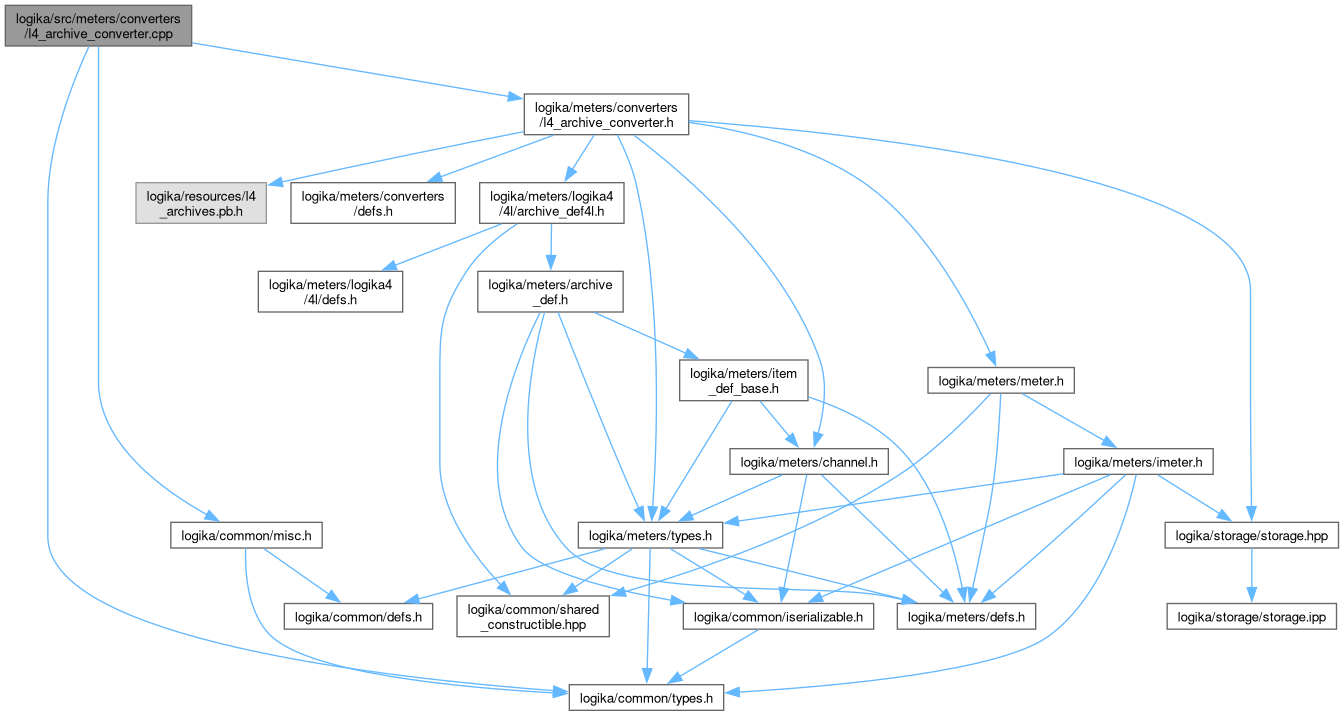 logika/src/meters/converters
/l4_archive_converter.cpp
logika/meters/converters
/l4_archive_converter.h
logika/resources/l4
_archives.pb.h
logika/meters/converters
/defs.h
logika/meters/logika4
/4l/archive_def4l.h
logika/meters/logika4
/4l/defs.h
logika/meters/archive
_def.h
logika/meters/item
_def_base.h
logika/meters/meter.h
logika/meters/channel.h
logika/meters/imeter.h
logika/common/misc.h
logika/meters/types.h
logika/storage/storage.hpp
logika/common/defs.h
logika/common/shared
_constructible.hpp
logika/common/iserializable.h
logika/meters/defs.h
logika/storage/storage.ipp
logika/common/types.h